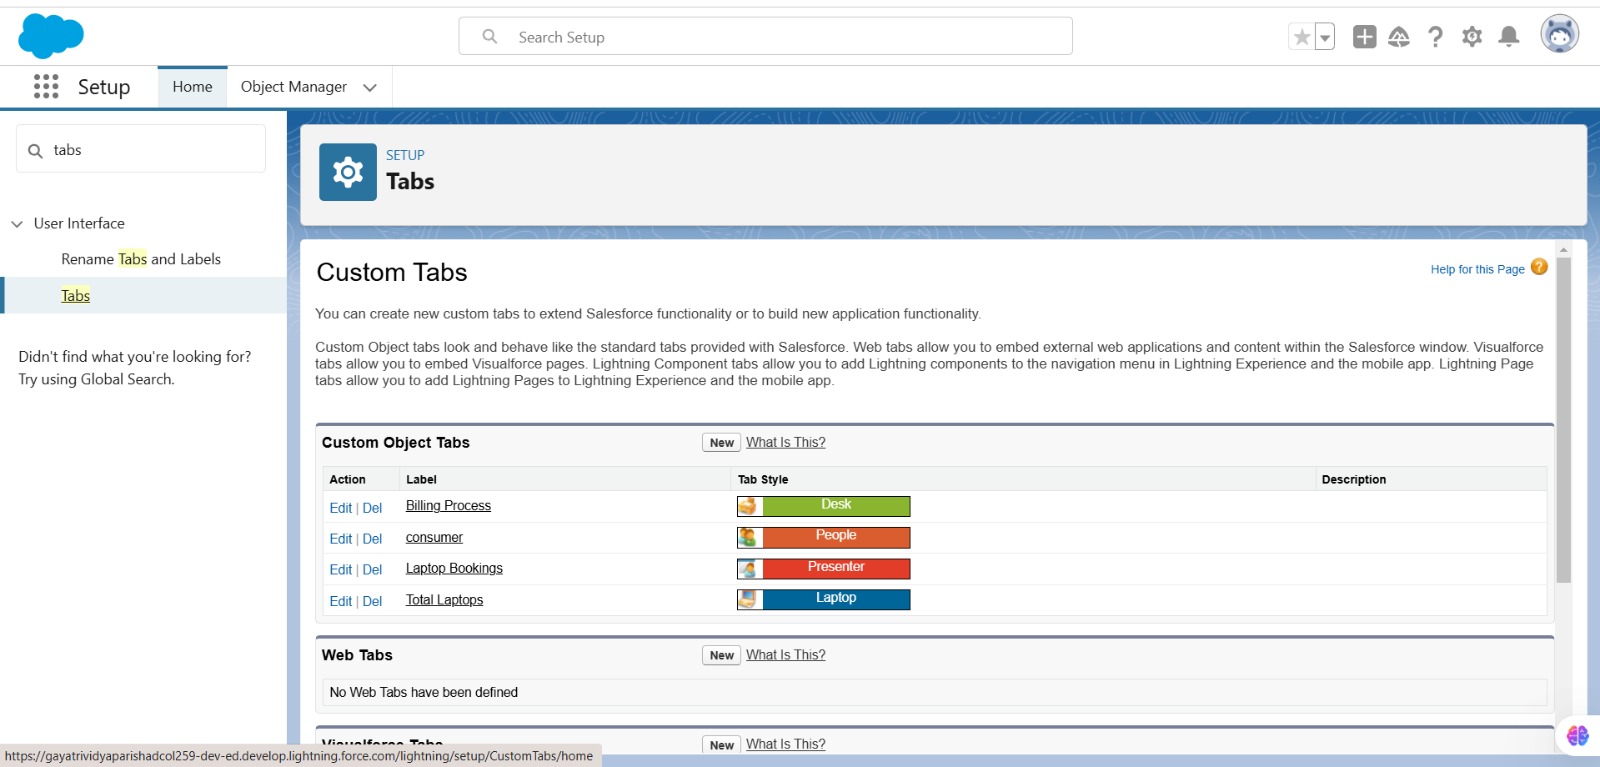 Search Setup
Setup
Home
Object Manager
tabs
User Interface
Rename Tabs and Labels
Tabs
Didn't find what you're looking for?
Try using Global Search.
SETUP
Tabs
Custom Tabs
Help for this Page
You can create new custom tabs to extend Salesforce functionality or to build new application functionality.
Custom Object tabs look and behave like the standard tabs provided with Salesforce. Web tabs allow you to embed external web applications and content within the Salesforce window. Visualforce
tabs allow you to embed Visualforce pages. Lightning Component tabs allow you to add Lightning components to the navigation menu in Lightning Experience and the mobile app. Lightning Page
tabs allow you to add Lightning Pages to Lightning Experience and the mobile app.
Custom Object Tabs New What Is This?
Action Label Tab Style Description
Edit | Del Billing Process Desk
Edit | Del consumer People
Edit | Del Laptop Bookings Presenter
Edit | Del Total Laptops Laptop
Web Tabs New What Is This?
No Web Tabs have been defined
Visualforce Tabs New What Is This?
https://gayatrividyaparishadcol259-dev-ed.develop.lightning.force.com/lightning/setup/CustomTabs/home